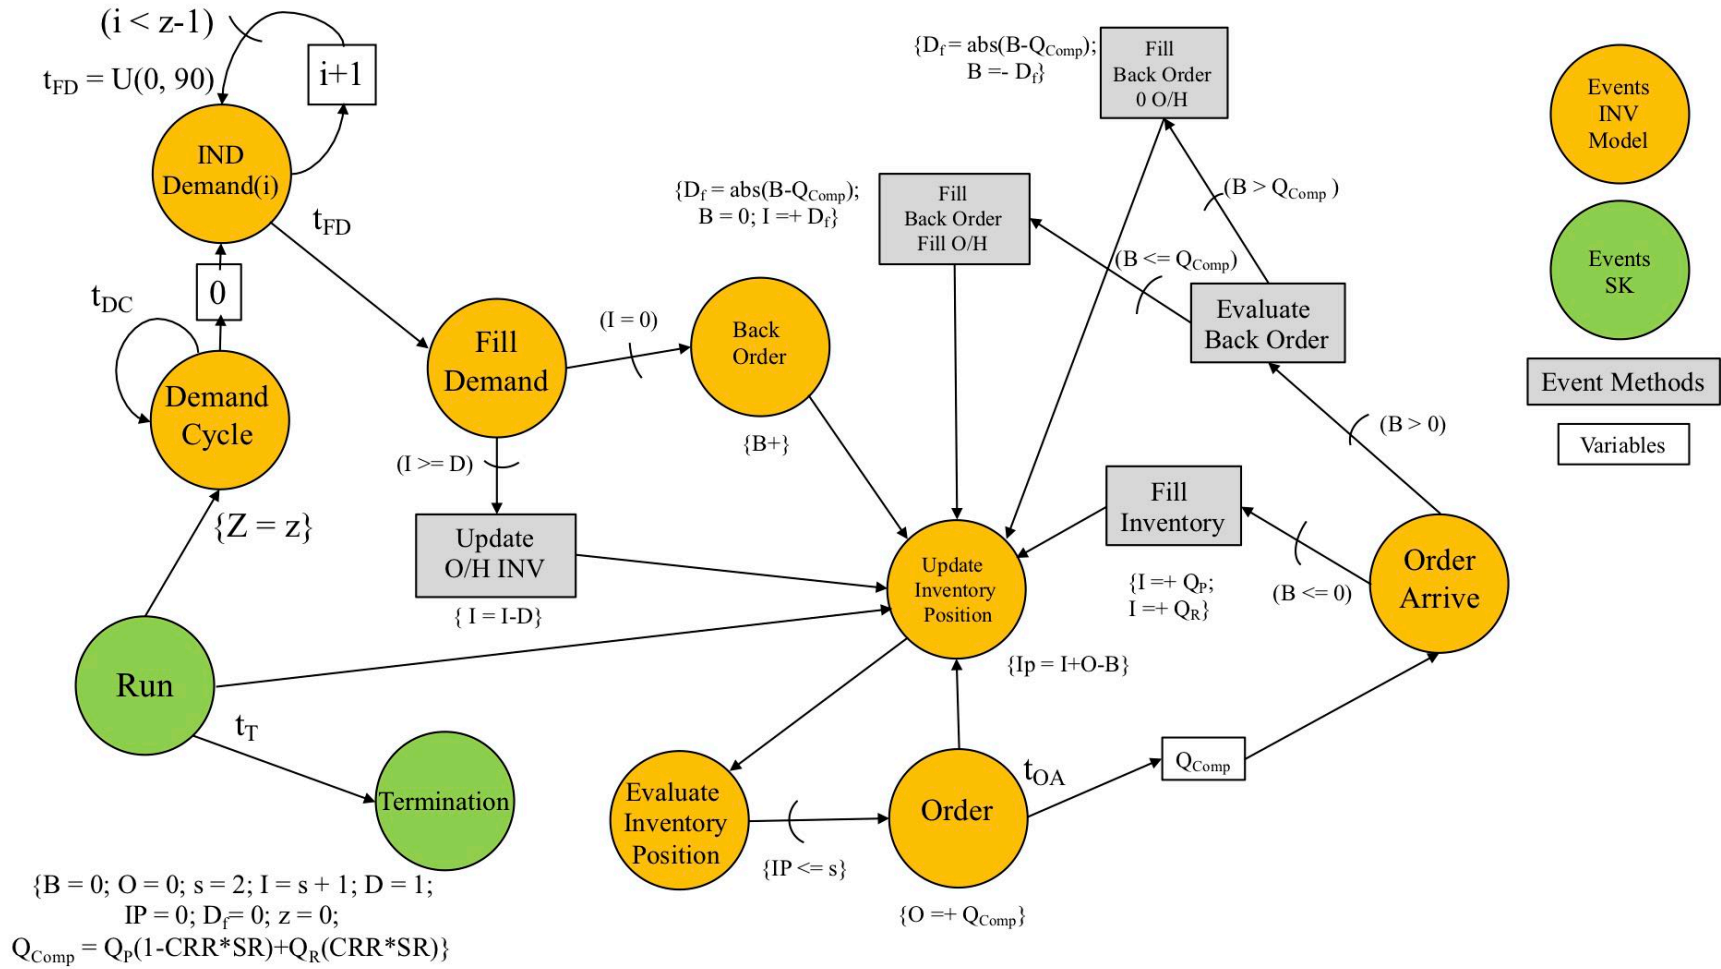 (i < z-1)
t_FD = U(0, 90)
i+1
IND
Demand(i)
t_FD
0
t_DC
Demand
Cycle
{Z = z}
Run
t_T
Termination
{B = 0; O = 0; s = 2; I = s + 1; D = 1;
IP = 0; D_f= 0; z = 0;
Q_Comp = Q_P(1-CRR*SR)+Q_R(CRR*SR)}
Fill
Demand
(I = 0)
Back
Order
{B+}
(I >= D)
Update
O/H INV
{ I = I-D}
{D_f = abs(B-Q_Comp);
B = 0; I =+ D_f}
Fill
Back Order
Fill O/H
{D_f = abs(B-Q_Comp);
B =- D_f}
Fill
Back Order
0 O/H
(B > Q_Comp )
(B <= Q_Comp)
Evaluate
Back Order
(B > 0)
Fill
Inventory
{I =+ Q_P;
I =+ Q_R}
(B <= 0)
Order
Arrive
Update
Inventory
Position
{Ip = I+O-B}
Evaluate
Inventory
Position
{IP <= s}
Order
{O =+ Q_Comp}
t_OA
Q_Comp
Events
INV
Model
Events
SK
Event Methods
Variables